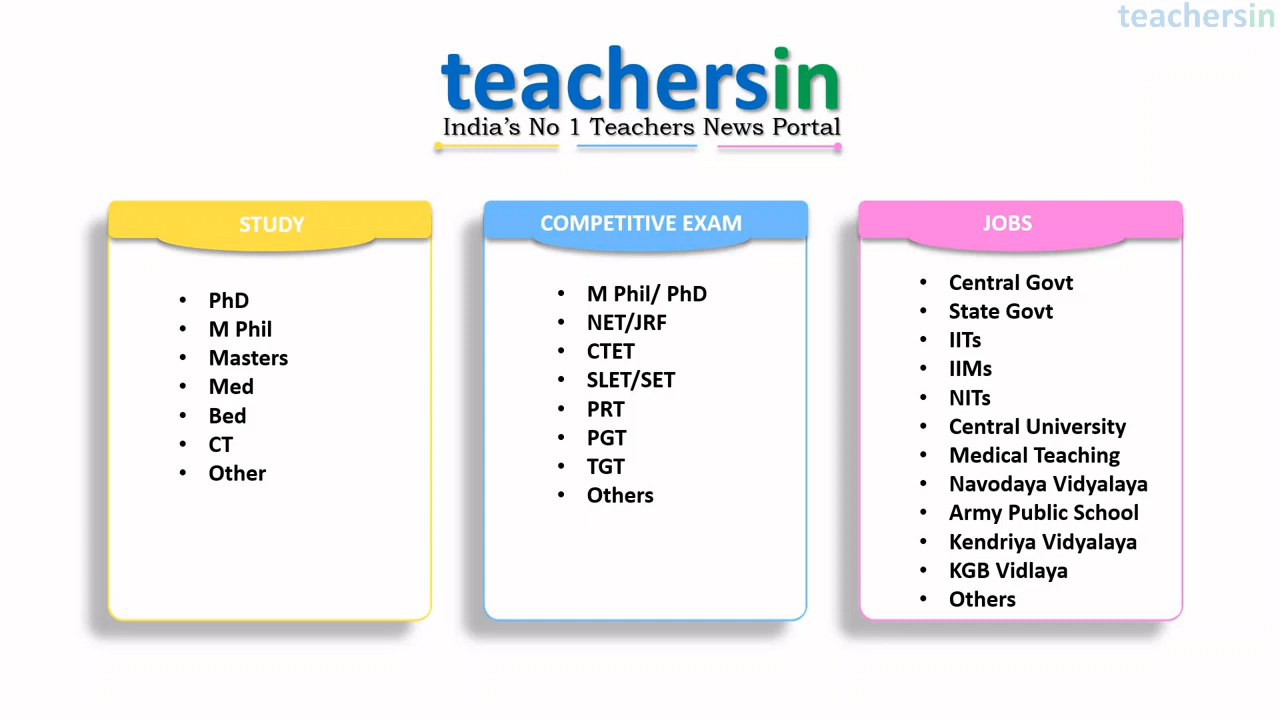 teachersin
teachersin
India's No 1 Teachers News Portal
STUDY
• PhD
• M Phil
• Masters
• Med
• Bed
• CT
• Other
COMPETITIVE EXAM
• M Phil/ PhD
• NET/JRF
• CTET
• SLET/SET
• PRT
• PGT
• TGT
• Others
JOBS
• Central Govt
• State Govt
• IITs
• IIMs
• NITs
• Central University
• Medical Teaching
• Navodaya Vidyalaya
• Army Public School
• Kendriya Vidyalaya
• KGB Vidlaya
• Others